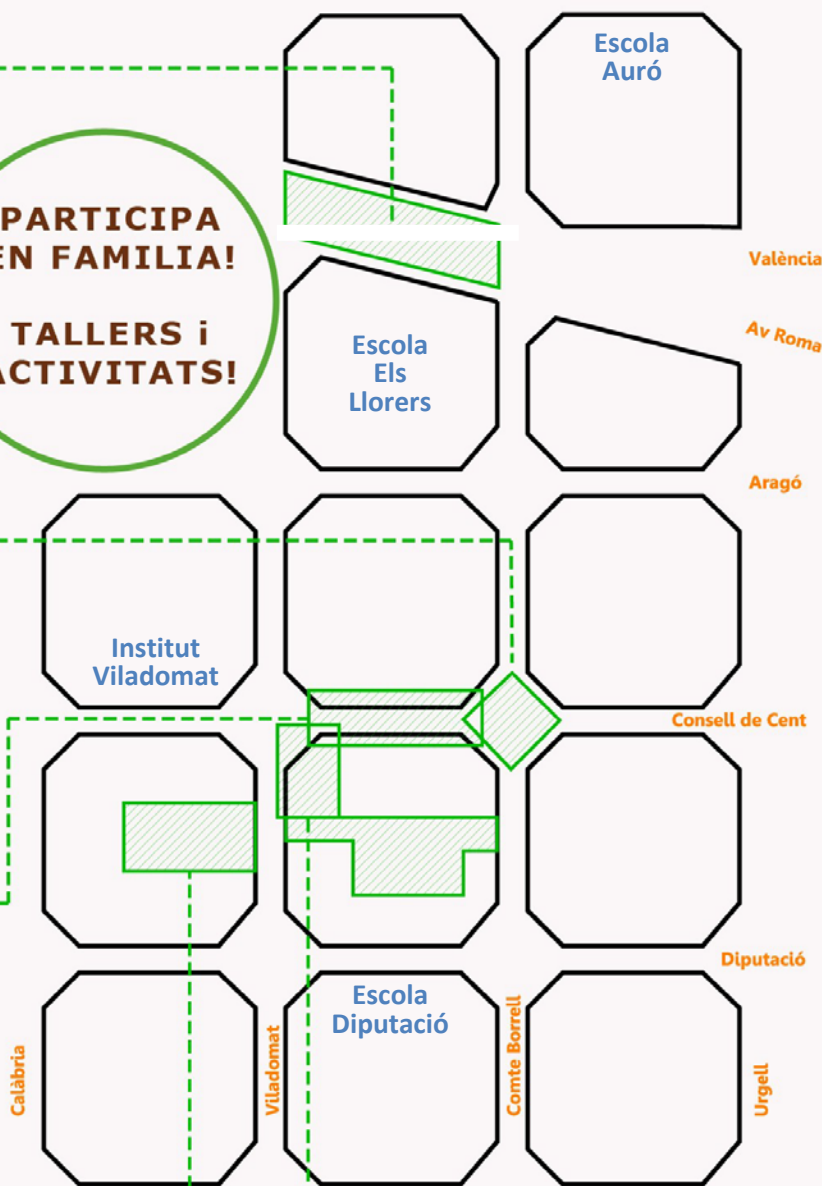 Escola
Auró
PARTICIPA
EN FAMILIA!
TALLERS i
ACTIVITATS!
València
Av Roma
Escola
Els
Llorers
Aragó
Institut
Viladomat
Consell de Cent
Diputació
Escola
Diputació
Calàbria
Viladomat
Comte Borrell
Urgell